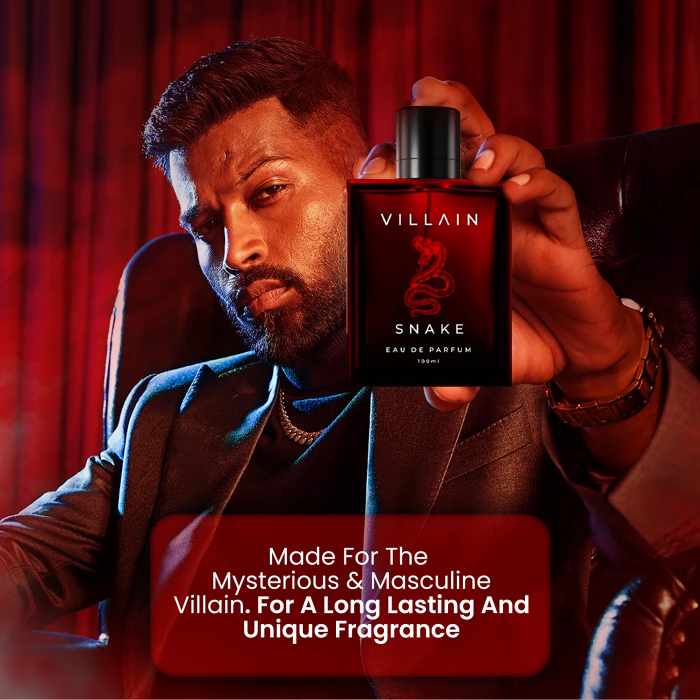 VILLAIN
SNAKE
EAU DE PARFUM
100ml
Made For The
Mysterious & Masculine
Villain. For A Long Lasting And
Unique Fragrance